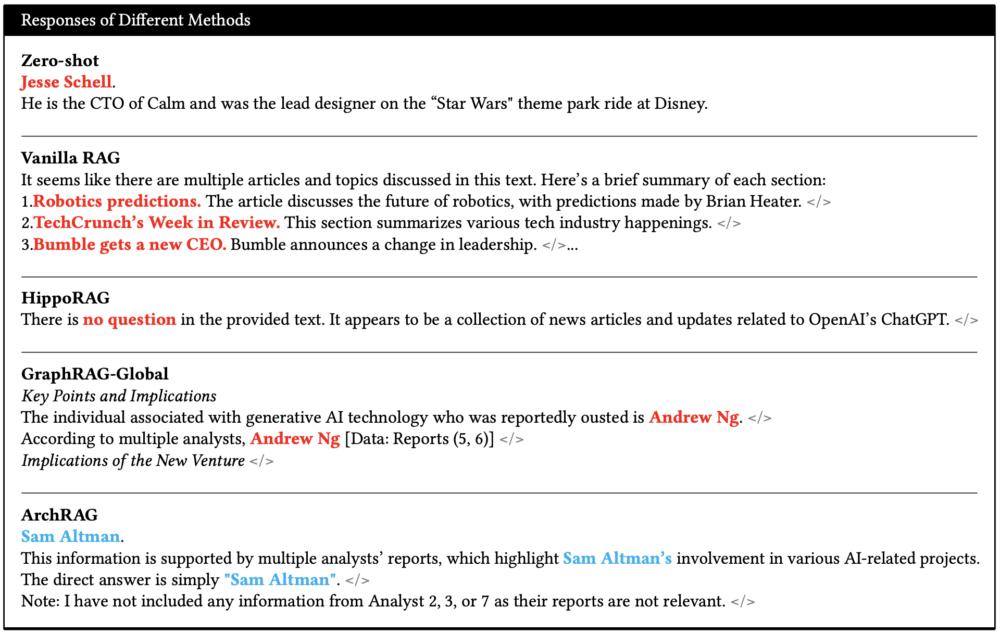 Responses of Different Methods
Zero-shot
Jesse Schell.
He is the CTO of Calm and was the lead designer on the “Star Wars" theme park ride at Disney.
Vanilla RAG
It seems like there are multiple articles and topics discussed in this text. Here’s a brief summary of each section:
1.Robotics predictions. The article discusses the future of robotics, with predictions made by Brian Heater. </>
2.TechCrunch’s Week in Review. This section summarizes various tech industry happenings. </>
3.Bumble gets a new CEO. Bumble announces a change in leadership. </>...
HippoRAG
There is no question in the provided text. It appears to be a collection of news articles and updates related to OpenAI’s ChatGPT. </>
GraphRAG-Global
Key Points and Implications
The individual associated with generative AI technology who was reportedly ousted is Andrew Ng. </>
According to multiple analysts, Andrew Ng [Data: Reports (5, 6)] </>
Implications of the New Venture </>
ArchRAG
Sam Altman.
This information is supported by multiple analysts’ reports, which highlight Sam Altman’s involvement in various AI-related projects.
The direct answer is simply "Sam Altman". </>
Note: I have not included any information from Analyst 2, 3, or 7 as their reports are not relevant. </>